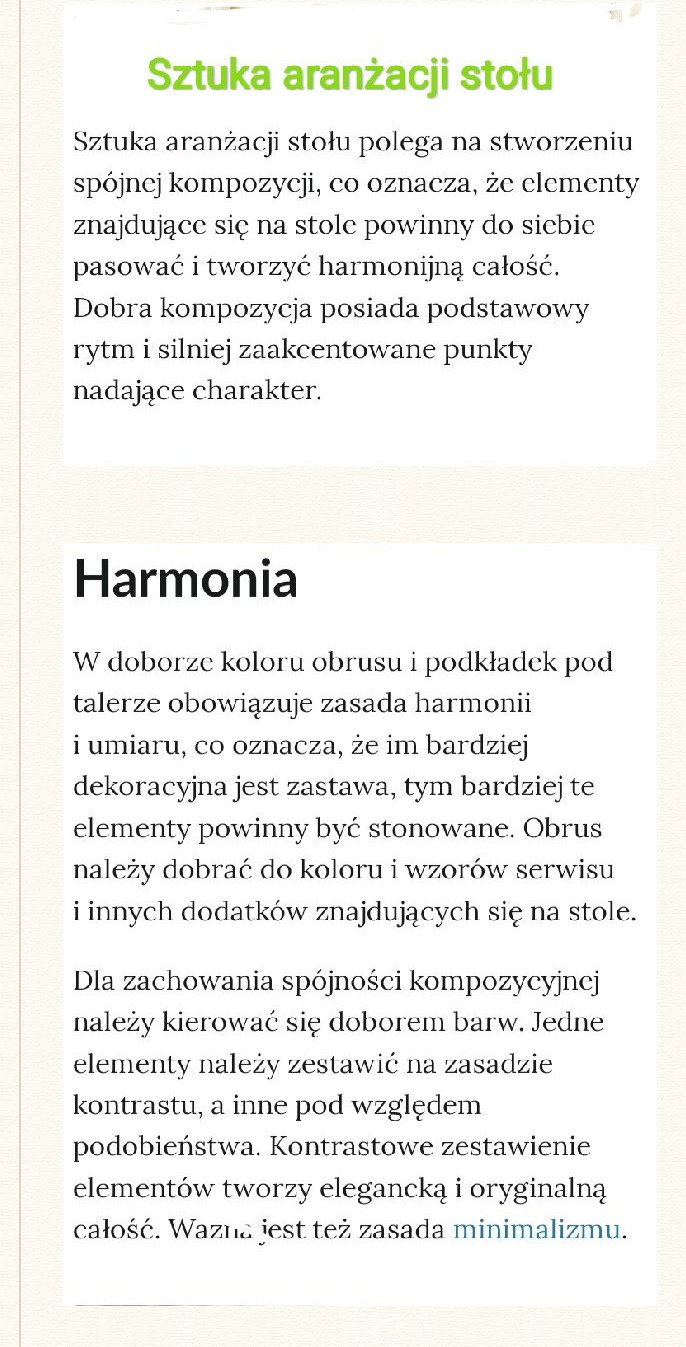 Sztuka aranżacji stołu
Sztuka aranżacji stołu polega na stworzeniu
spójnej kompozycji, co oznacza, że elementy
znajdujące się na stole powinny do siebie
pasować i tworzyć harmonijną całość.
Dobra kompozycja posiada podstawowy
rytm i silniej zaakcentowane punkty
nadające charakter.
Harmonia
W doborze koloru obrusu i podkładek pod
talerze obowiązuje zasada harmonii
i umiaru, co oznacza, że im bardziej
dekoracyjna jest zastawa, tym bardziej te
elementy powinny być stonowane. Obrus
należy dobrać do koloru i wzorów serwisu
i innych dodatków znajdujących się na stole.
Dla zachowania spójności kompozycyjnej
należy kierować się doborem barw. Jedne
elementy należy zestawić na zasadzie
kontrastu, a inne pod względem
podobieństwa. Kontrastowe zestawienie
elementów tworzy elegancką i oryginalną
całość. jest też zasada minimalizmu.